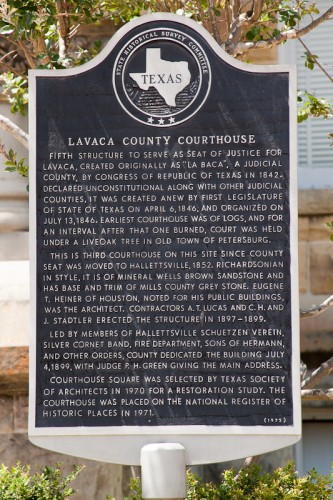 STATE HISTORICAL SURVEY COMMITTEE
TEXAS
LAVACA COUNTY COURTHOUSE
FIFTH STRUCTURE TO SERVE AS SEAT OF JUSTICE FOR
LAVACA, CREATED ORIGINALLY AS "LA BACA", A JUDICIAL
COUNTY, BY CONGRESS OF REPUBLIC OF TEXAS IN 1842.
DECLARED UNCONSTITUTIONAL ALONG WITH OTHER JUDICIAL
COUNTIES, IT WAS CREATED ANEW BY FIRST LEGISLATURE
OF STATE OF TEXAS ON APRIL 6, 1846, AND ORGANIZED ON
JULY 13, 1846. EARLIEST COURTHOUSE WAS OF LOGS, AND FOR
AN INTERVAL AFTER THAT ONE BURNED, COURT WAS HELD
UNDER A LIVEOAK TREE IN OLD TOWN OF PETERSBURG.
THIS IS THIRD COURTHOUSE ON THIS SITE SINCE COUNTY
SEAT WAS MOVED TO HALLETTSVILLE, 1852. RICHARDSONIAN
IN STYLE, IT IS OF MINERAL WELLS BROWN SANDSTONE AND
HAS BASE AND TRIM OF MILLS COUNTY GREY STONE. EUGENE
T. HEINER OF HOUSTON, NOTED FOR HIS PUBLIC BUILDINGS,
WAS THE ARCHITECT. CONTRACTORS A. T. LUCAS AND C. H. AND
J. STADTLER ERECTED THE STRUCTURE IN 1897-1899.
LED BY MEMBERS OF HALLETTSVILLE SCHUETZEN VEREIN,
SILVER CORNET BAND, FIRE DEPARTMENT, SONS OF HERMANN,
AND OTHER ORDERS, COUNTY DEDICATED THE BUILDING JULY
4, 1899, WITH JUDGE P. H. GREEN GIVING THE MAIN ADDRESS.
COURTHOUSE SQUARE WAS SELECTED BY TEXAS SOCIETY
OF ARCHITECTS IN 1970 FOR A RESTORATION STUDY. THE
COURTHOUSE WAS PLACED ON THE NATIONAL REGISTER OF
HISTORIC PLACES IN 1971.
(1975)